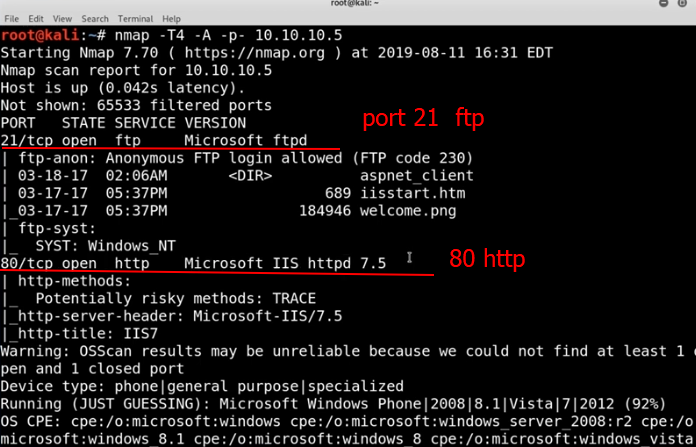 root@kali: ~
File Edit View Search Terminal Help
root@kali:~# nmap -T4 -A -p- 10.10.10.5
Starting Nmap 7.70 ( https://nmap.org ) at 2019-08-11 16:31 EDT
Nmap scan report for 10.10.10.5
Host is up (0.042s latency).
Not shown: 65533 filtered ports
PORT   STATE SERVICE VERSION
21/tcp open  ftp     Microsoft ftpd
port 21 ftp
| ftp-anon: Anonymous FTP login allowed (FTP code 230)
| 03-18-17  02:06AM       <DIR>          aspnet_client
| 03-17-17  05:37PM                  689 iisstart.htm
|_03-17-17  05:37PM               184946 welcome.png
| ftp-syst:
|_  SYST: Windows_NT
80/tcp open  http    Microsoft IIS httpd 7.5
80 http
| http-methods:
|_  Potentially risky methods: TRACE
|_http-server-header: Microsoft-IIS/7.5
|_http-title: IIS7
Warning: OSScan results may be unreliable because we could not find at least 1 o
pen and 1 closed port
Device type: phone|general purpose|specialized
Running (JUST GUESSING): Microsoft Windows Phone|2008|8.1|Vista|7|2012 (92%)
OS CPE: cpe:/o:microsoft:windows cpe:/o:microsoft:windows_server_2008:r2 cpe:/o:
microsoft:windows_8.1 cpe:/o:microsoft:windows_8 cpe:/o:microsoft:windows_vista